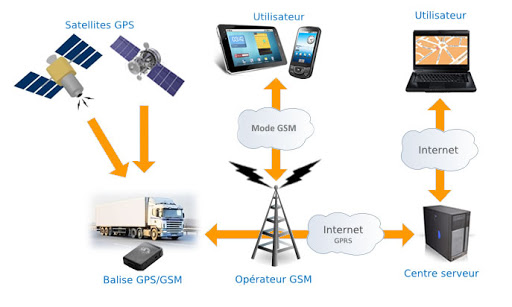 Satellites GPS
Utilisateur
Utilisateur
Mode GSM
Internet
Internet
GPRS
Balise GPS/GSM
Opérateur GSM
Centre serveur